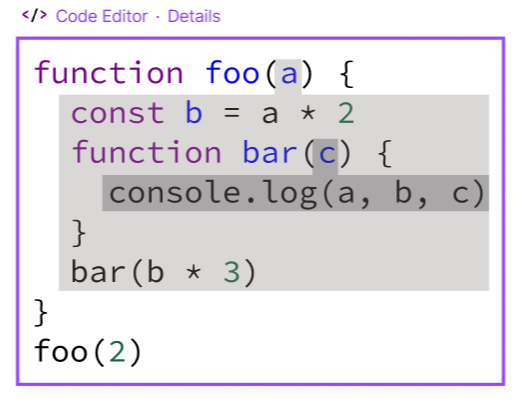 </> Code Editor · Details
function foo(a) {
const b = a * 2
function bar(c) {
console.log(a, b, c)
}
bar(b * 3)
}
foo(2)